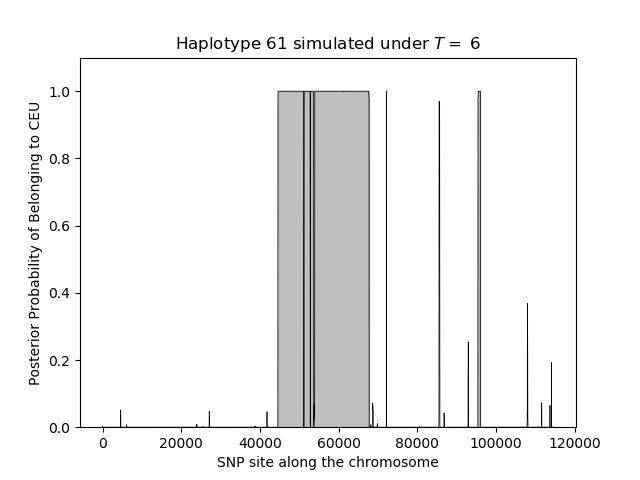 Haplotype 61 simulated under T = 6
Posterior Probability of Belonging to CEU
1.0
0.8
0.6
0.4
0.2
0.0
0 20000 40000 60000 80000 100000 120000
SNP site along the chromosome